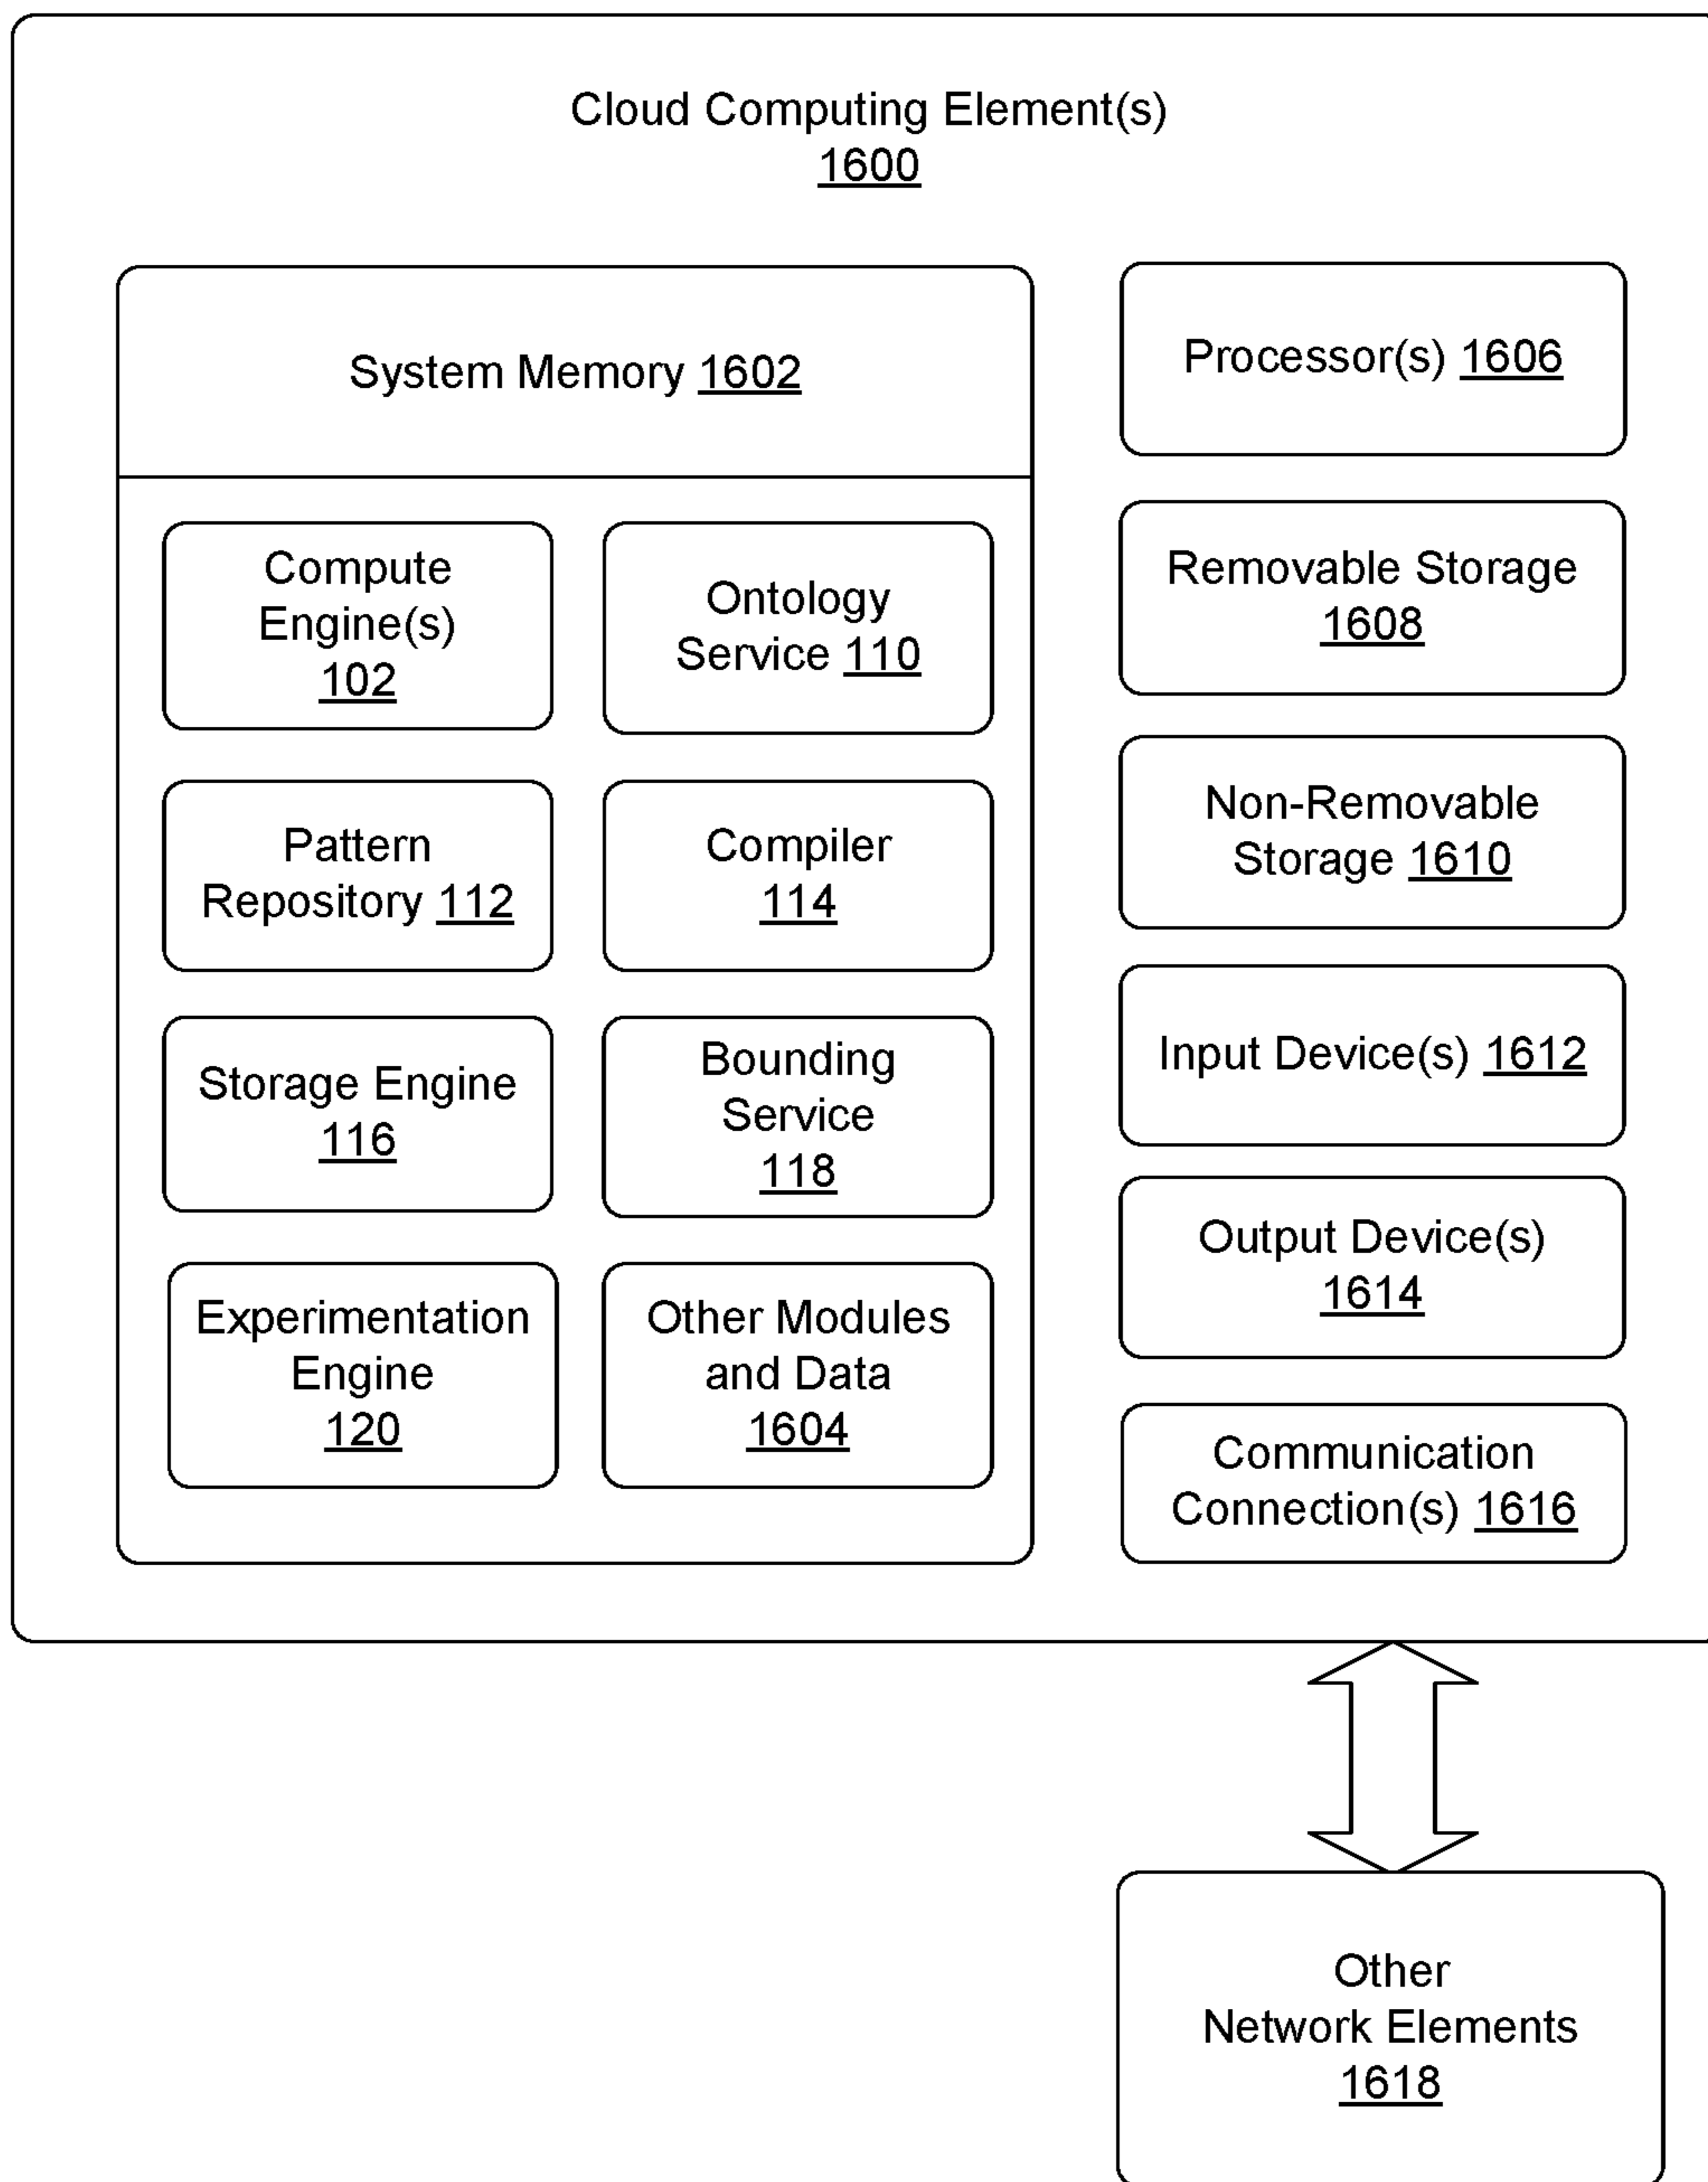 Cloud Computing Element(s)
1600
System Memory 1602
Compute
Engine(s)
102
Ontology
Service 110
Pattern
Repository 112
Compiler
114
Storage Engine
116
Bounding
Service
118
Experimentation
Engine
120
Other Modules
and Data
1604
Processor(s) 1606
Removable Storage
1608
Non-Removable
Storage 1610
Input Device(s) 1612
Output Device(s)
1614
Communication
Connection(s) 1616
Other
Network Elements
1618